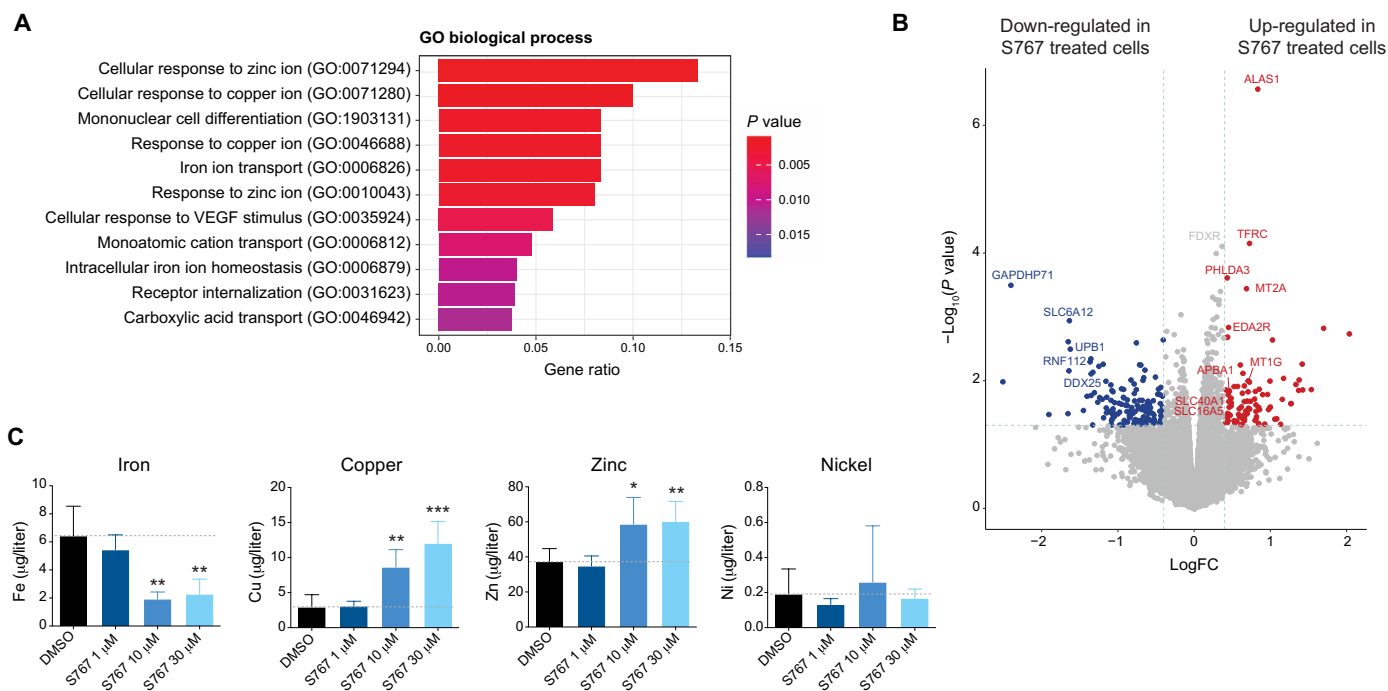 A
GO biological process
Cellular response to zinc ion (GO:0071294)
Cellular response to copper ion (GO:0071280)
Mononuclear cell differentiation (GO:1903131)
Response to copper ion (GO:0046688)
Iron ion transport (GO:0006826)
Response to zinc ion (GO:0010043)
Cellular response to VEGF stimulus (GO:0035924)
Monoatomic cation transport (GO:0006812)
Intracellular iron ion homeostasis (GO:0006879)
Receptor internalization (GO:0031623)
Carboxylic acid transport (GO:0046942)
0.00 0.05 0.10 0.15
Gene ratio
P value
0.005
0.010
0.015
B
Down-regulated in
S767 treated cells
Up-regulated in
S767 treated cells
−Log10(P value)
6
4
2
0
ALAS1
FDXR
TFRC
PHLDA3
MT2A
GAPDHP71
SLC6A12
EDA2R
UPB1
RNF112
MT1G
APBA1
DDX25
SLC40A1
SLC16A5
−2 −1 0 1 2
LogFC
C
Iron
Fe (µg/liter)
10
8
6
4
2
0
** **
DMSO
S767 1 µM
S767 10 µM
S767 30 µM
Copper
Cu (µg/liter)
20
15
10
5
0
** ***
DMSO
S767 1 µM
S767 10 µM
S767 30 µM
Zinc
Zn (µg/liter)
80
60
40
20
0
* **
DMSO
S767 1 µM
S767 10 µM
S767 30 µM
Nickel
Ni (µg/liter)
0.8
0.6
0.4
0.2
0.0
DMSO
S767 1 µM
S767 10 µM
S767 30 µM